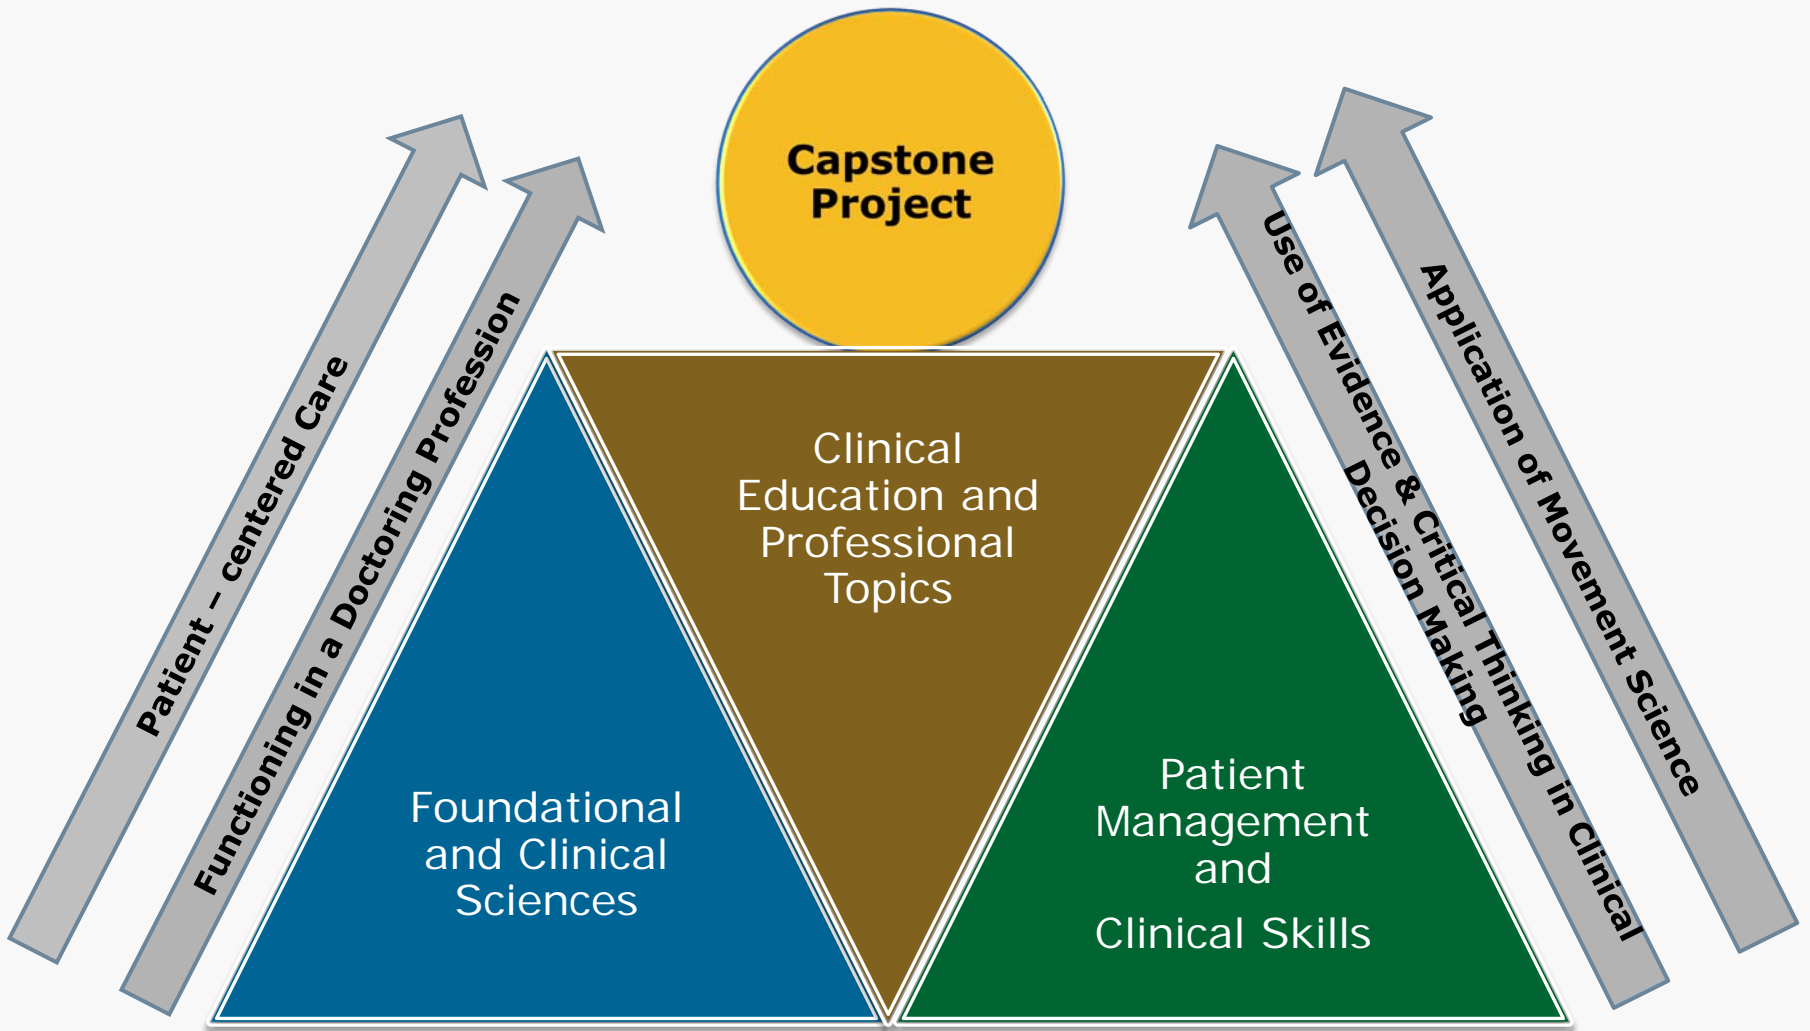 Capstone
Project
Patient – centered Care
Functioning in a Doctoring Profession
Use of Evidence & Critical Thinking in Clinical
Decision Making
Application of Movement Science
Clinical
Education and
Professional
Topics
Foundational
and Clinical
Sciences
Patient
Management
and
Clinical Skills